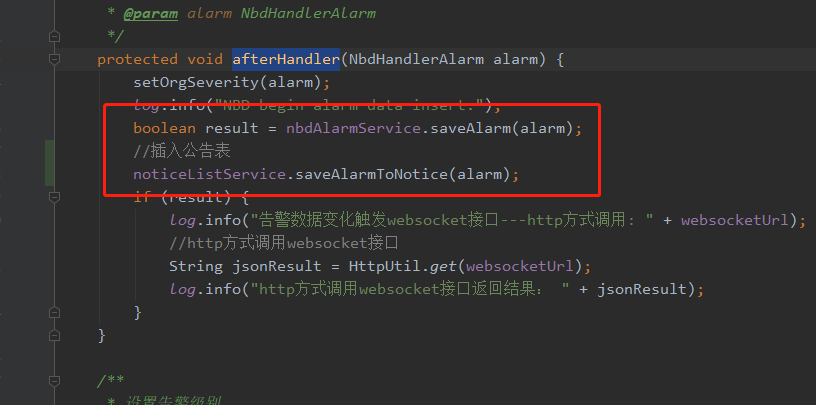 * @param alarm NbdHandlerAlarm
*/
protected void afterHandler(NbdHandlerAlarm alarm) {
setOrgSeverity(alarm);
log.info("NBD begin alarm data insert.");
boolean result = nbdAlarmService.saveAlarm(alarm);
//插入公告表
noticeListService.saveAlarmToNotice(alarm);
if (result) {
log.info("告警数据变化触发websocket接口---http方式调用: " + websocketUrl);
//http方式调用websocket接口
String jsonResult = HttpUtil.get(websocketUrl);
log.info("http方式调用websocket接口返回结果： " + jsonResult);
}
}
/**
* 设置告警级别